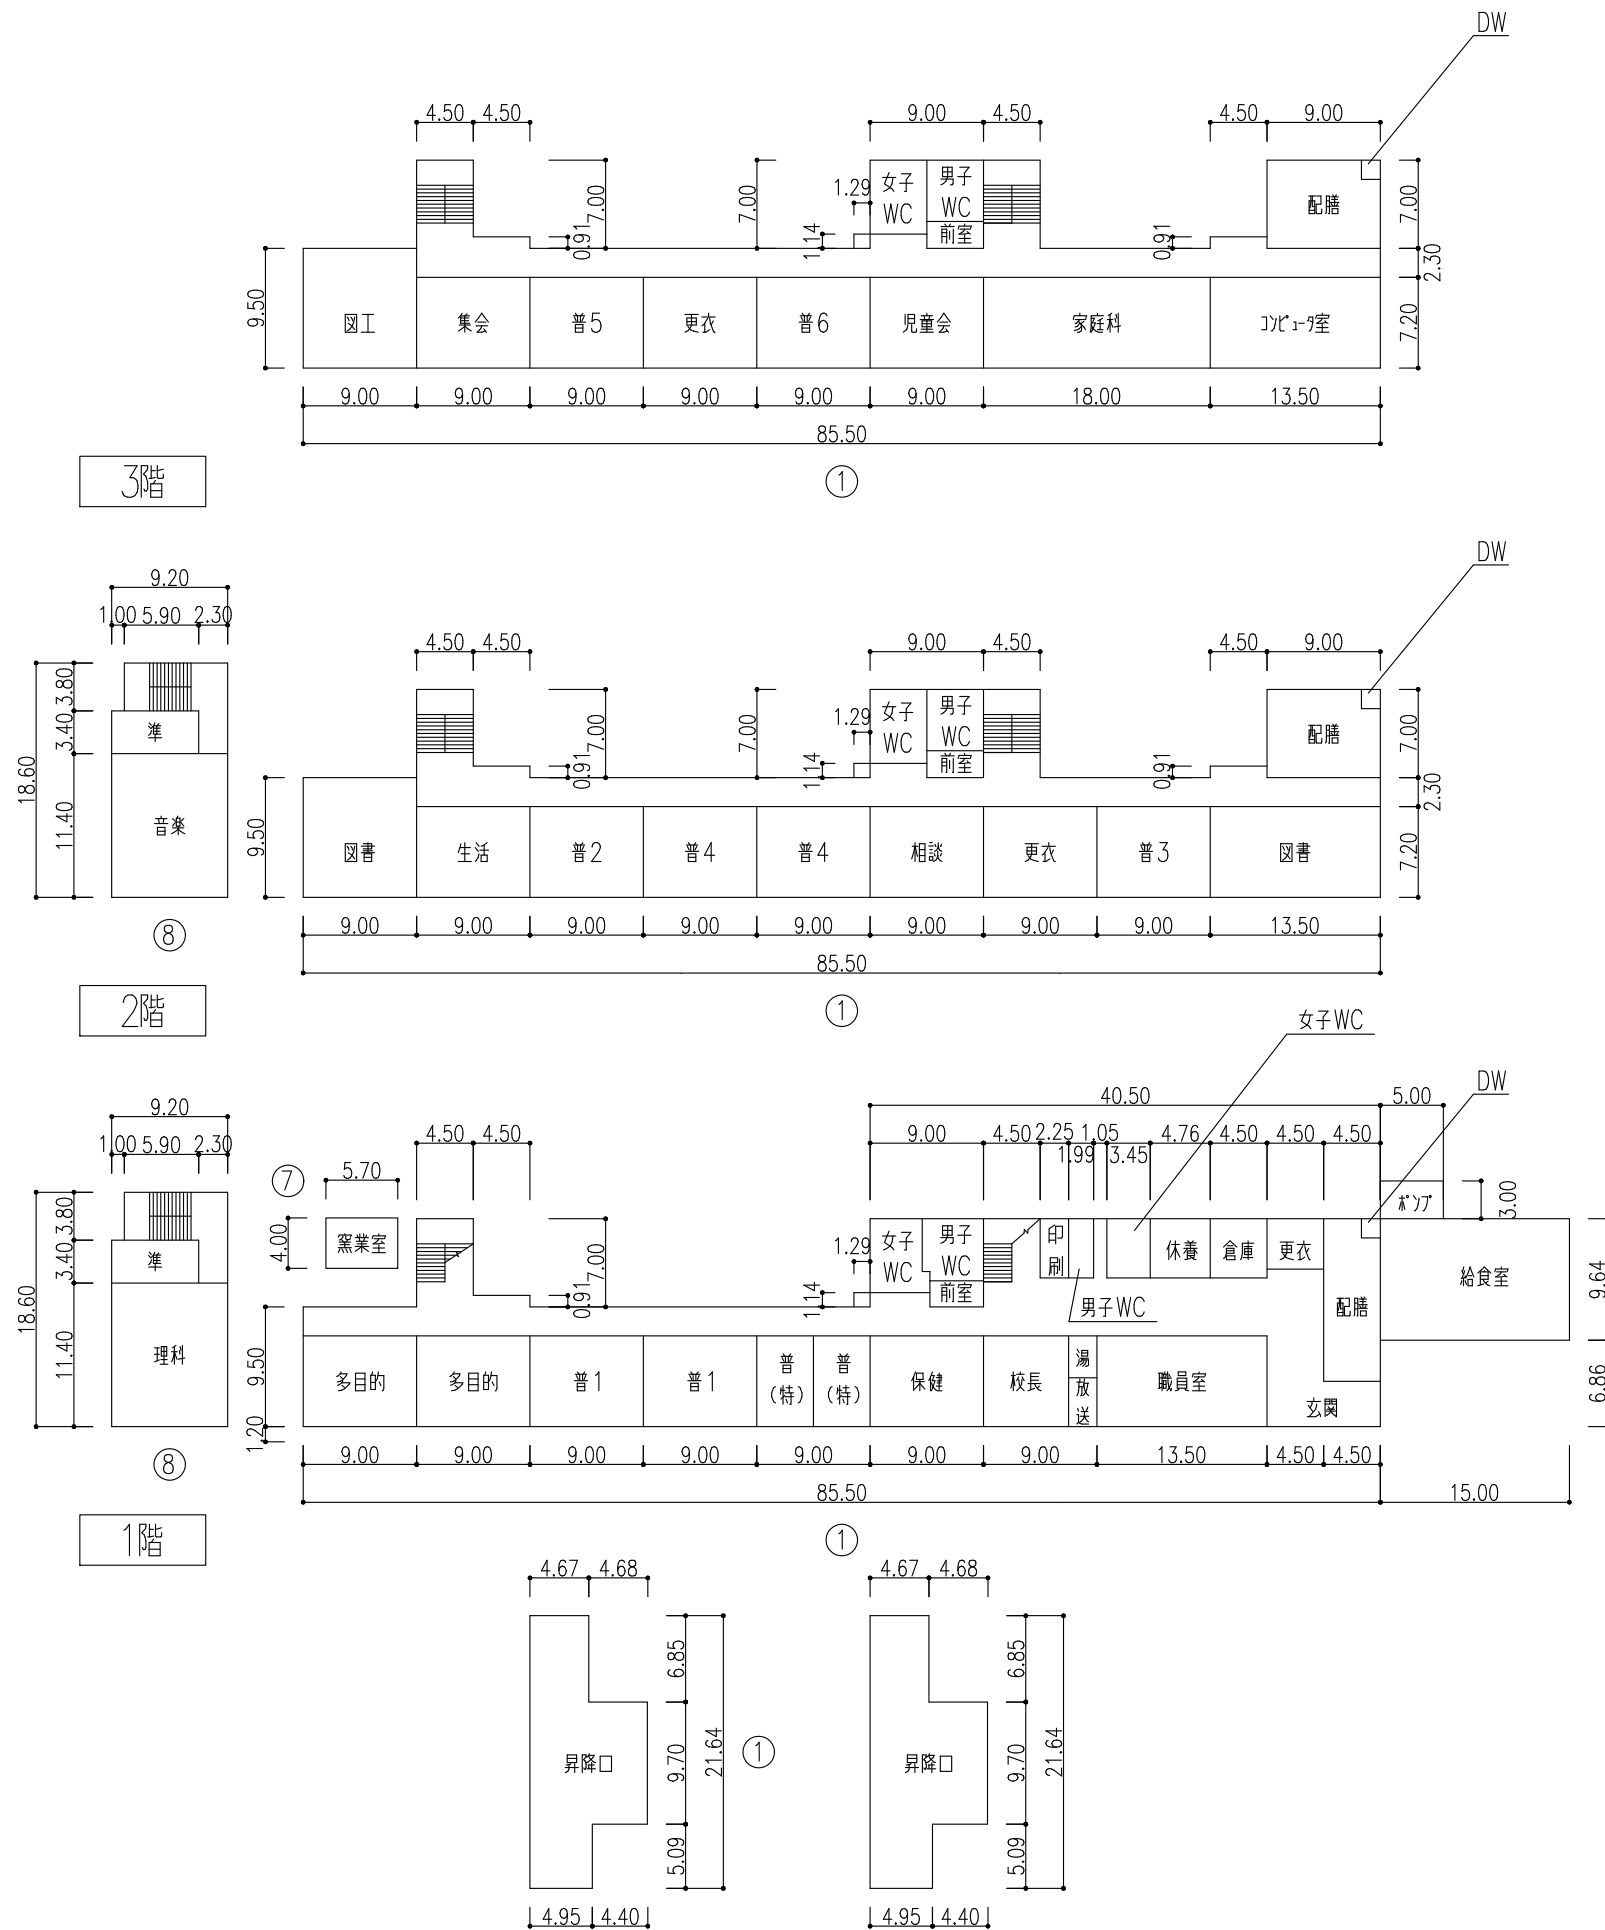 DW
4.50 4.50 9.00 4.50 4.50 9.00
7.00 7.00 1.29 女子 WC 男子 WC 前室 配膳 7.00
0.91 1.14 0.91 2.30
9.50 図工 集会 普5 更衣 普6 児童会 家庭科 コンピュータ室 7.20
9.00 9.00 9.00 9.00 9.00 9.00 18.00 13.50
85.50
3階 ①
DW
9.20
1.00 5.90 2.30 4.50 4.50 9.00 4.50 4.50 9.00
18.60 3.80 3.40 11.40 準 音楽
7.00 7.00 1.29 女子 WC 男子 WC 前室 配膳 7.00
0.91 1.14 0.91 2.30
9.50 図書 生活 普2 普4 普4 相談 更衣 普3 図書 7.20
⑧ 9.00 9.00 9.00 9.00 9.00 9.00 9.00 9.00 13.50
85.50
2階 ①
女子WC
DW
9.20 40.50 5.00
1.00 5.90 2.30 4.50 4.50 9.00 4.50 2.25 1.99 1.05 3.45 4.76 4.50 4.50 4.50
⑦ 5.70
4.00 窯業室
ポンプ 3.00
18.60 3.80 3.40 11.40 準 理科
7.00 1.29 女子 WC 男子 WC 前室 印刷 休養 倉庫 更衣 給食室 9.64
0.91 1.14 男子WC 配膳
9.50 多目的 多目的 普1 普1 普(特) 普(特) 保健 校長 湯 放送 職員室 玄関 6.86
1.20
⑧ 9.00 9.00 9.00 9.00 9.00 9.00 9.00 13.50 4.50 4.50
85.50 15.00
1階 ①
4.67 4.68 4.67 4.68
6.85 6.85
昇降口 9.70 21.64 ① 昇降口 9.70 21.64
5.09 5.09
4.95 4.40 4.95 4.40